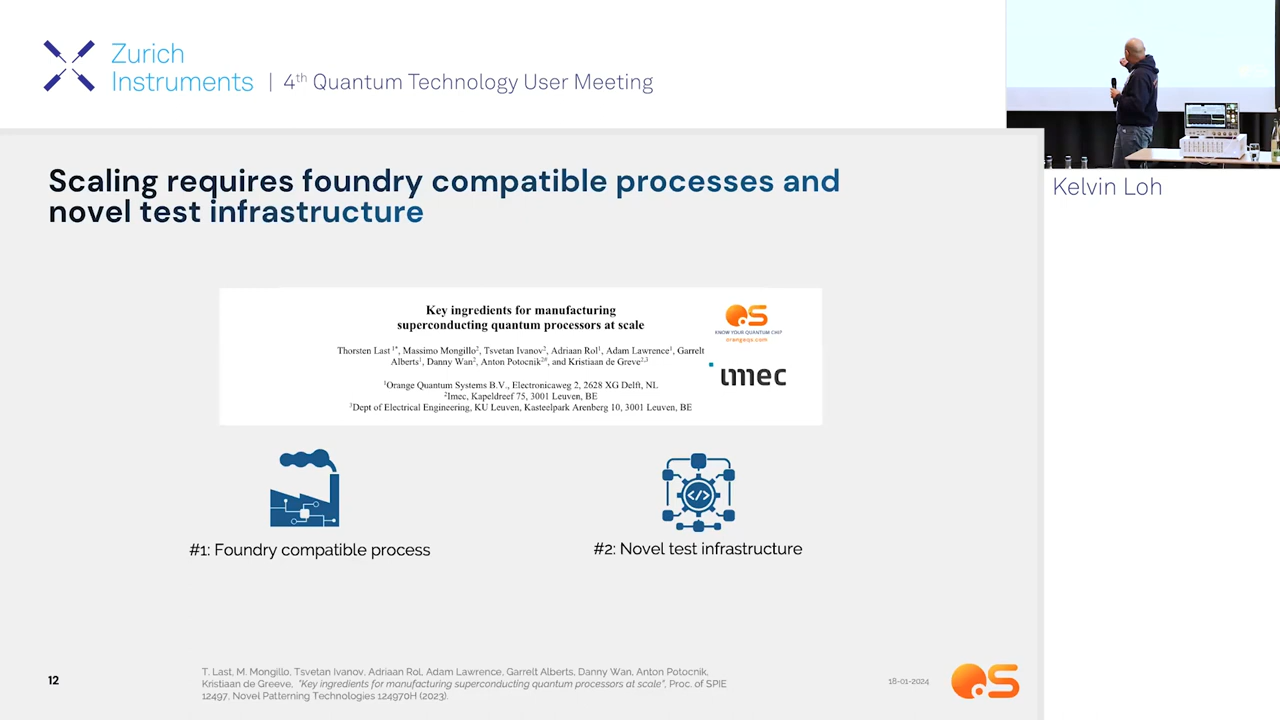 Zurich
Instruments | 4th Quantum Technology User Meeting
Kelvin Loh
Scaling requires foundry compatible processes and
novel test infrastructure
Key ingredients for manufacturing
superconducting quantum processors at scale
Thorsten Last1*, Massimo Mongillo2, Tsvetan Ivanov2, Adriaan Rol1, Adam Lawrence1, Garrelt
Alberts1, Danny Wan2, Anton Potocnik2#, and Kristiaan de Greve2,3
1Orange Quantum Systems B.V., Electronicaweg 2, 2628 XG Delft, NL
2Imec, Kapeldreef 75, 3001 Leuven, BE
3Dept of Electrical Engineering, KU Leuven, Kasteelpark Arenberg 10, 3001 Leuven, BE
QS
KNOW YOUR QUANTUM CHIP
orangeqs.com
imec
</>
#1: Foundry compatible process
#2: Novel test infrastructure
12
T. Last, M. Mongillo, Tsvetan Ivanov, Adriaan Rol, Adam Lawrence, Garrelt Alberts, Danny Wan, Anton Potocnik,
Kristiaan de Greeve, "Key ingredients for manufacturing superconducting quantum processors at scale", Proc. of SPIE
12497, Novel Patterning Technologies 124970H (2023).
18-01-2024
QS